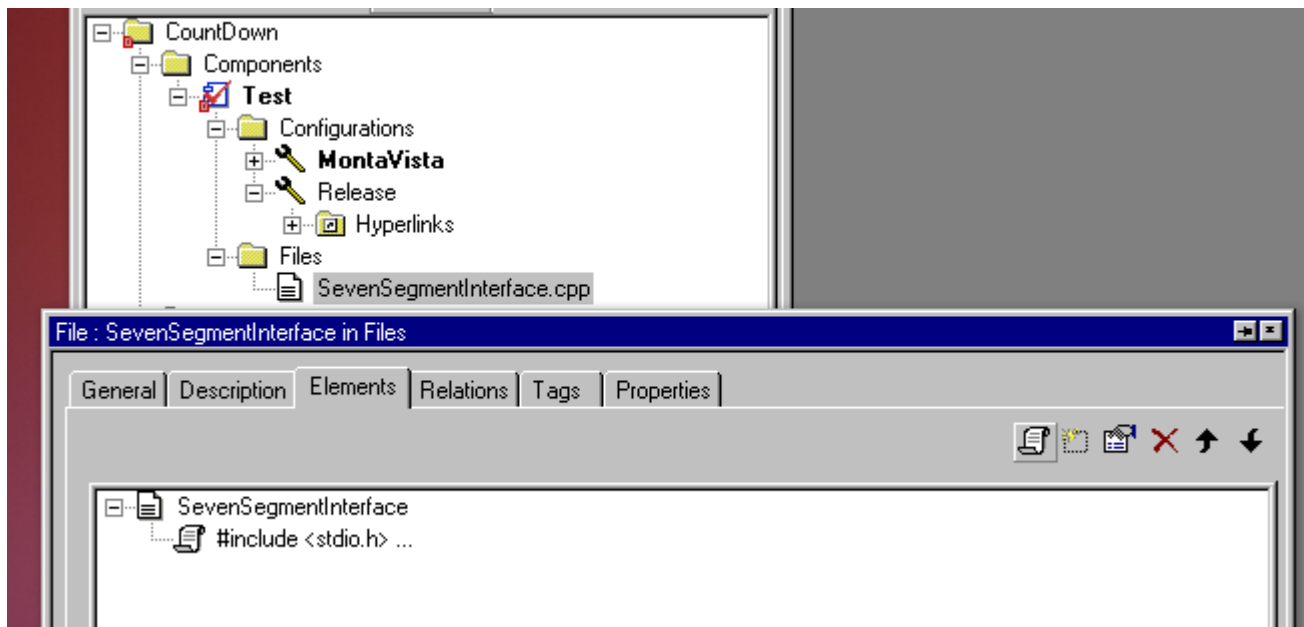 CountDown
Components
Test
Configurations
MontaVista
Release
Hyperlinks
Files
SevenSegmentInterface.cpp
File : SevenSegmentInterface in Files
General Description Elements Relations Tags Properties
SevenSegmentInterface
#include <stdio.h> ...